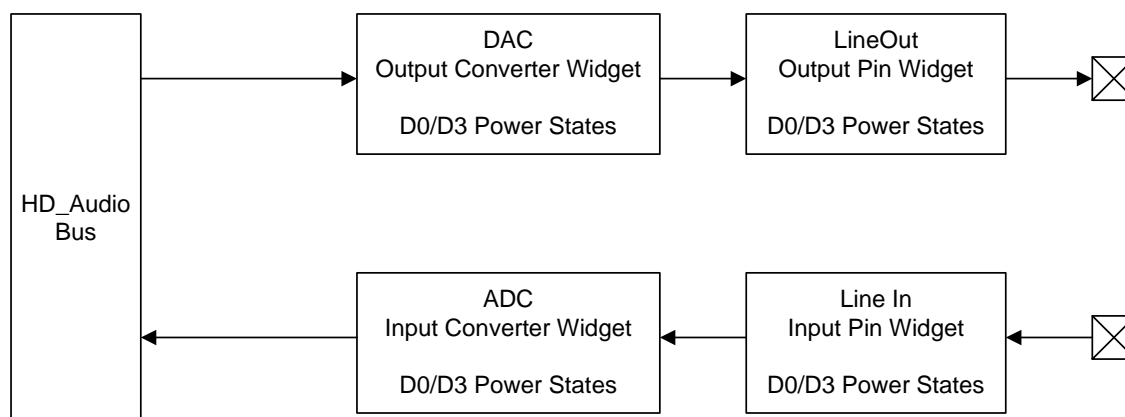 HD_Audio
Bus
DAC
Output Converter Widget
D0/D3 Power States
LineOut
Output Pin Widget
D0/D3 Power States
ADC
Input Converter Widget
D0/D3 Power States
Line In
Input Pin Widget
D0/D3 Power States